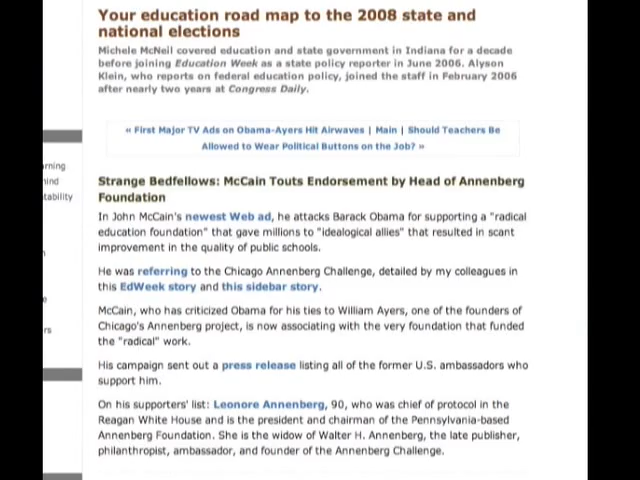 Your education road map to the 2008 state and
national elections
Michele McNeil covered education and state government in Indiana for a decade
before joining Education Week as a state policy reporter in June 2006. Alyson
Klein, who reports on federal education policy, joined the staff in February 2006
after nearly two years at Congress Daily.
« First Major TV Ads on Obama-Ayers Hit Airwaves | Main | Should Teachers Be
Allowed to Wear Political Buttons on the Job? »
rning
hind
tability
e
rs
Strange Bedfellows: McCain Touts Endorsement by Head of Annenberg
Foundation
In John McCain's newest Web ad, he attacks Barack Obama for supporting a "radical
education foundation" that gave millions to "idealogical allies" that resulted in scant
improvement in the quality of public schools.
He was referring to the Chicago Annenberg Challenge, detailed by my colleagues in
this EdWeek story and this sidebar story.
McCain, who has criticized Obama for his ties to William Ayers, one of the founders of
Chicago's Annenberg project, is now associating with the very foundation that funded
the "radical" work.
His campaign sent out a press release listing all of the former U.S. ambassadors who
support him.
On his supporters' list: Leonore Annenberg, 90, who was chief of protocol in the
Reagan White House and is the president and chairman of the Pennsylvania-based
Annenberg Foundation. She is the widow of Walter H. Annenberg, the late publisher,
philanthropist, ambassador, and founder of the Annenberg Challenge.